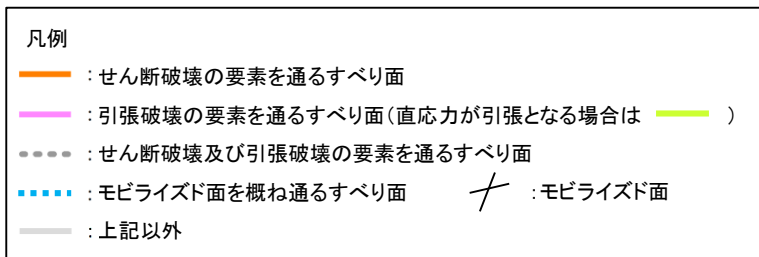 凡例
：せん断破壊の要素を通るすべり面
：引張破壊の要素を通るすべり面（直応力が引張となる場合は　　　）
：せん断破壊及び引張破壊の要素を通るすべり面
：モビライズド面を概ね通るすべり面　　：モビライズド面
：上記以外